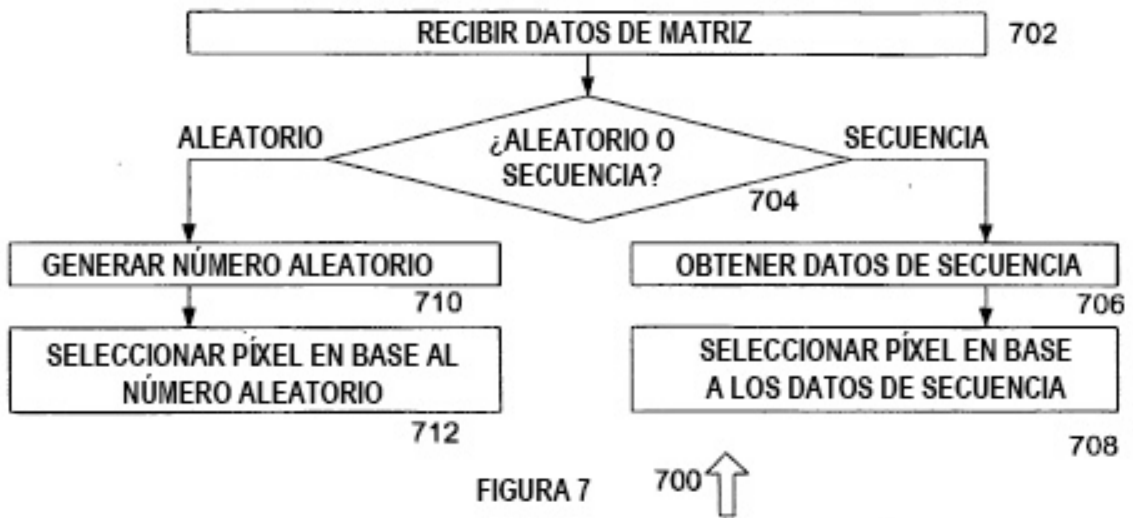 RECIBIR DATOS DE MATRIZ
702
ALEATORIO
¿ALEATORIO O
SECUENCIA?
SECUENCIA
704
GENERAR NÚMERO ALEATORIO
710
OBTENER DATOS DE SECUENCIA
706
SELECCIONAR PÍXEL EN BASE AL
NÚMERO ALEATORIO
712
SELECCIONAR PÍXEL EN BASE
A LOS DATOS DE SECUENCIA
708
FIGURA 7
700